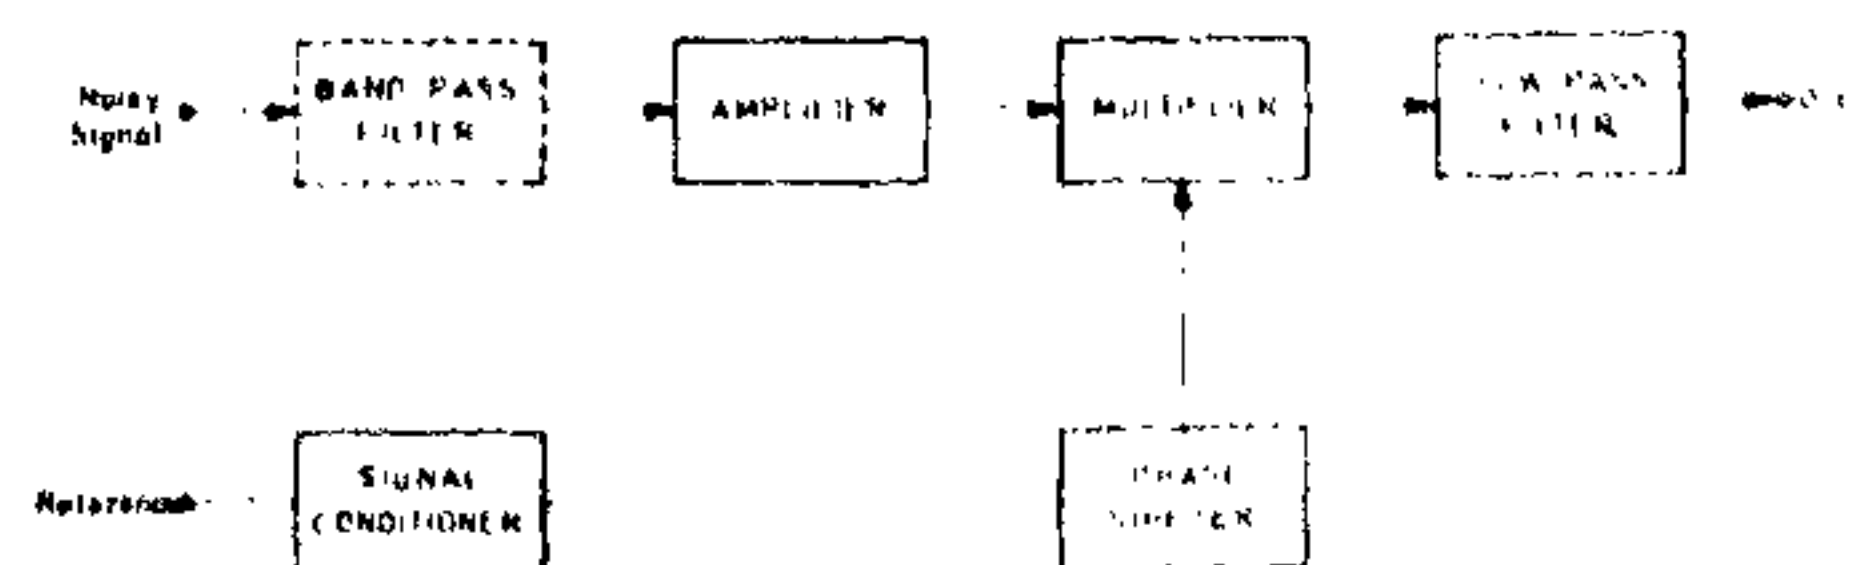 Noisy
Signal
BAND PASS
FILTER
AMPLIFIER
MULTIPLIER
LOW PASS
FILTER
Reference
SIGNAL
CONDITIONER
PHASE
SHIFTER